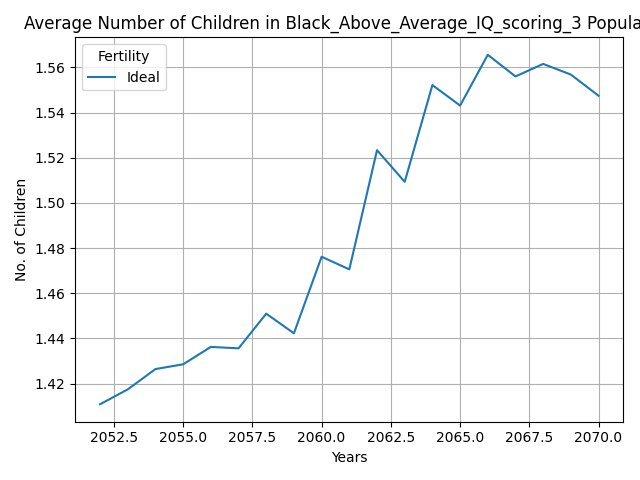 Average Number of Children in Black_Above_Average_IQ_scoring_3 Popula
Fertility
Ideal
1.56
1.54
1.52
1.50
1.48
1.46
1.44
1.42
No. of Children
2052.5 2055.0 2057.5 2060.0 2062.5 2065.0 2067.5 2070.0
Years